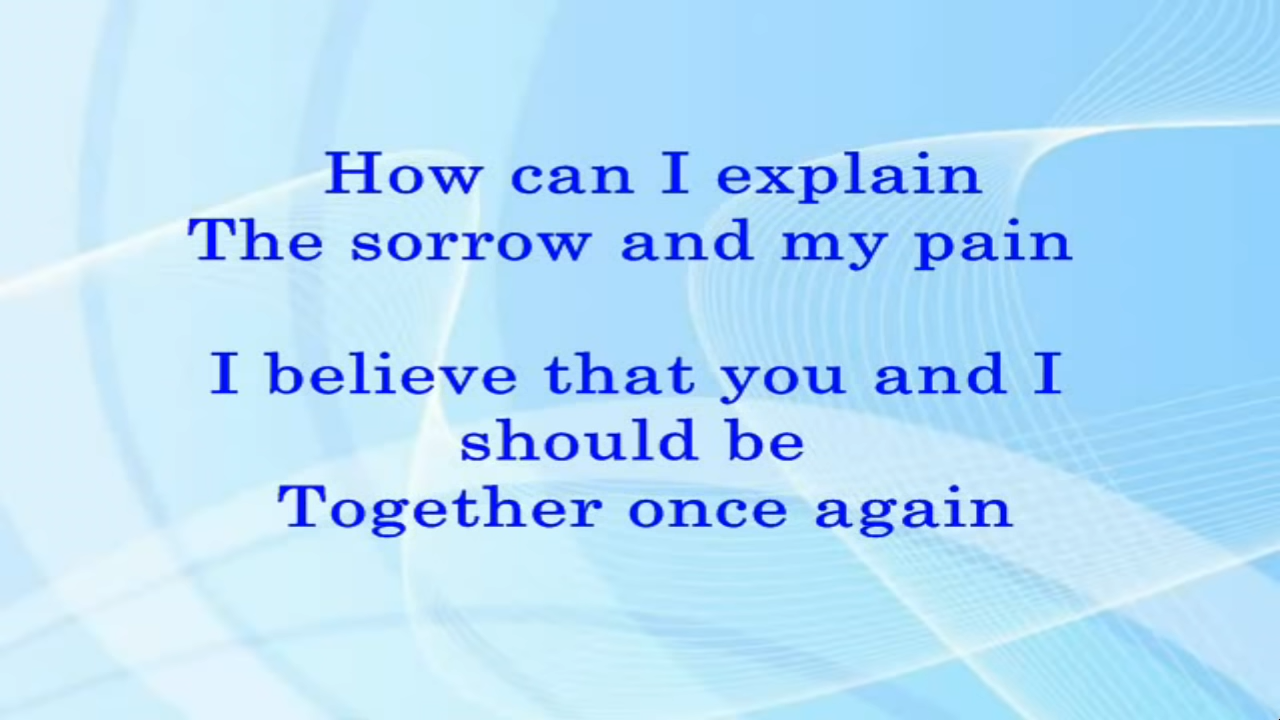 How can I explain
The sorrow and my pain
I believe that you and I
should be
Together once again